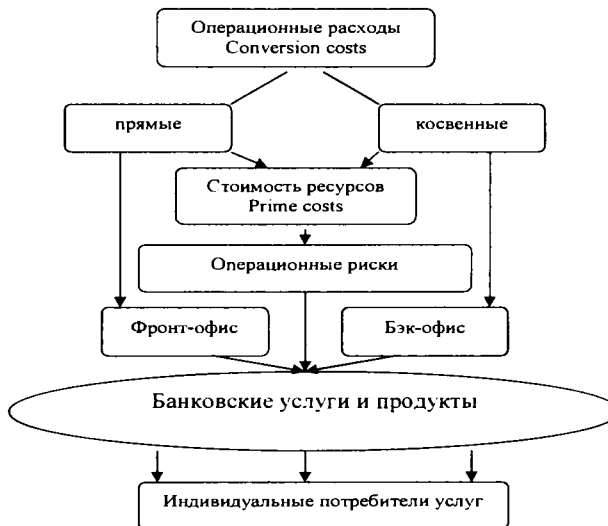 Операционные расходы
Conversion costs
прямые
косвенные
Стоимость ресурсов
Prime costs
Операционные риски
Фронт-офис
Бэк-офис
Банковские услуги и продукты
Индивидуальные потребители услуг